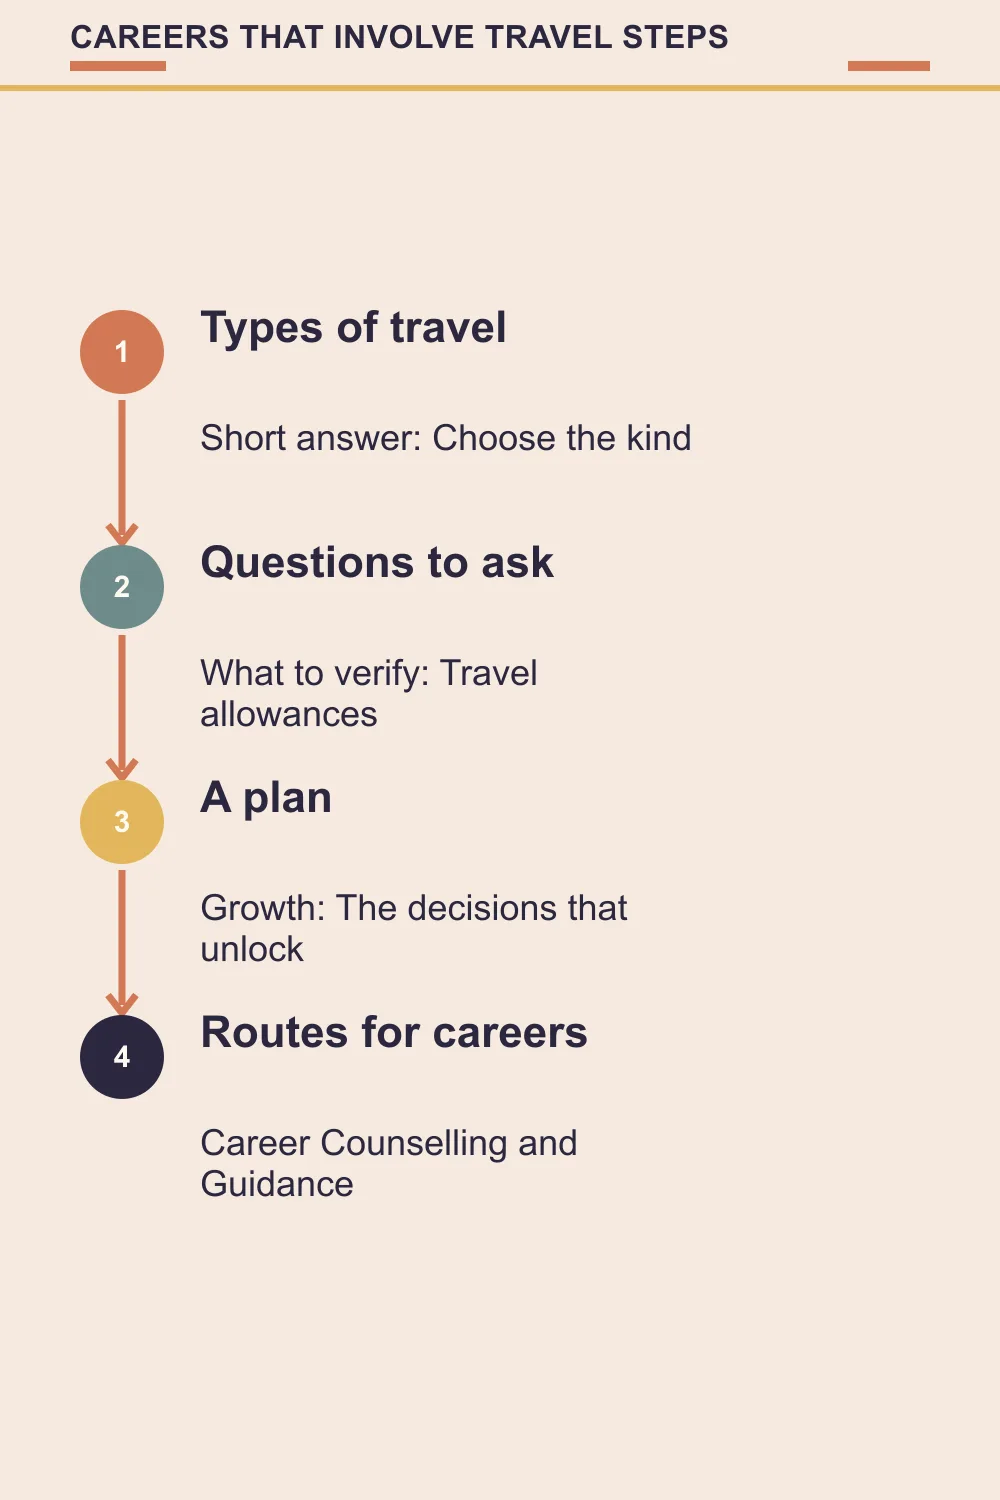 CAREERS THAT INVOLVE TRAVEL STEPS
1
Types of travel
Short answer: Choose the kind
2
Questions to ask
What to verify: Travel
allowances
3
A plan
Growth: The decisions that
unlock
4
Routes for careers
Career Counselling and
Guidance